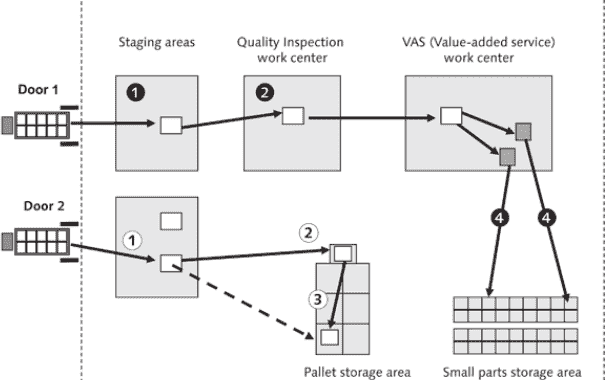 Staging areas
Quality Inspection
work center
VAS (Value-added service)
work center
Door 1
1
2
Door 2
1
2
3
4
4
Pallet storage area
Small parts storage area